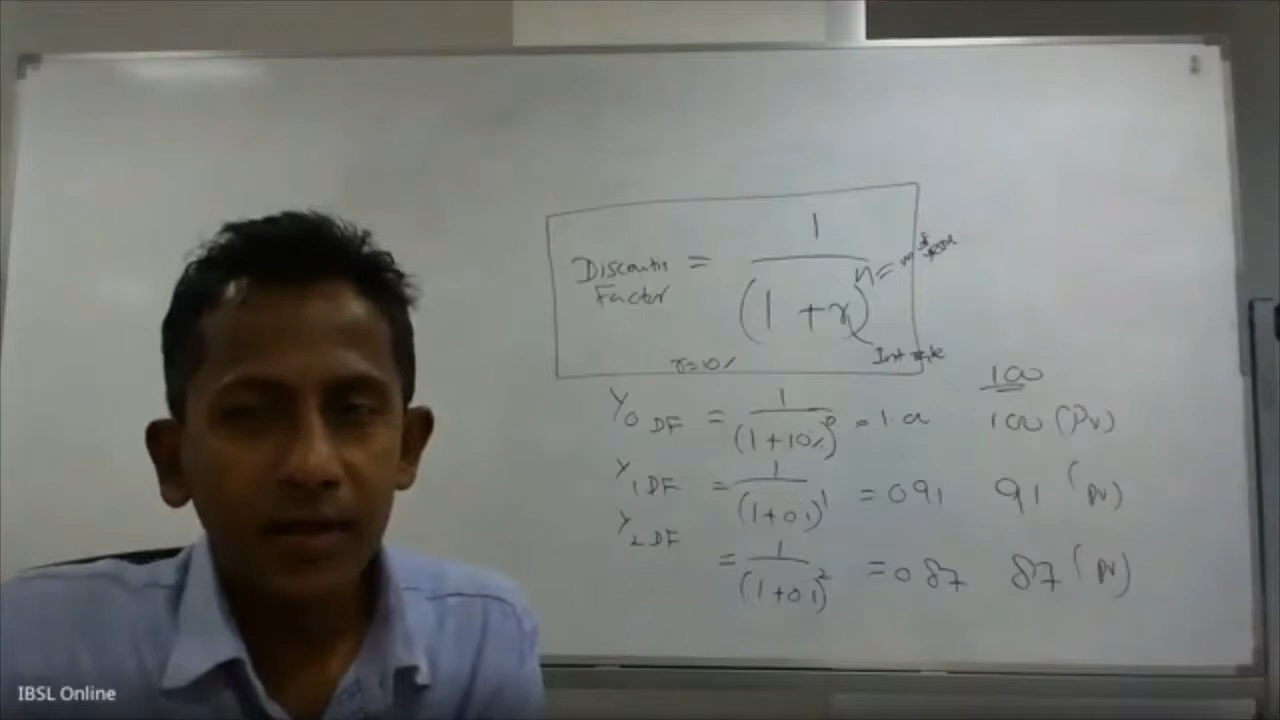 Discountin = 1
Factor (1 + r)ⁿ =
Int rate
r = 10%
100
Y0 DF = 1 / (1 + 10%)⁰ = 1.00 100 (PV)
Y1 DF = 1 / (1 + 0.1)¹ = 0.91 91 (PV)
Y2 DF
= 1 / (1 + 0.1)² = 0.87 87 (PV)
IBSL Online